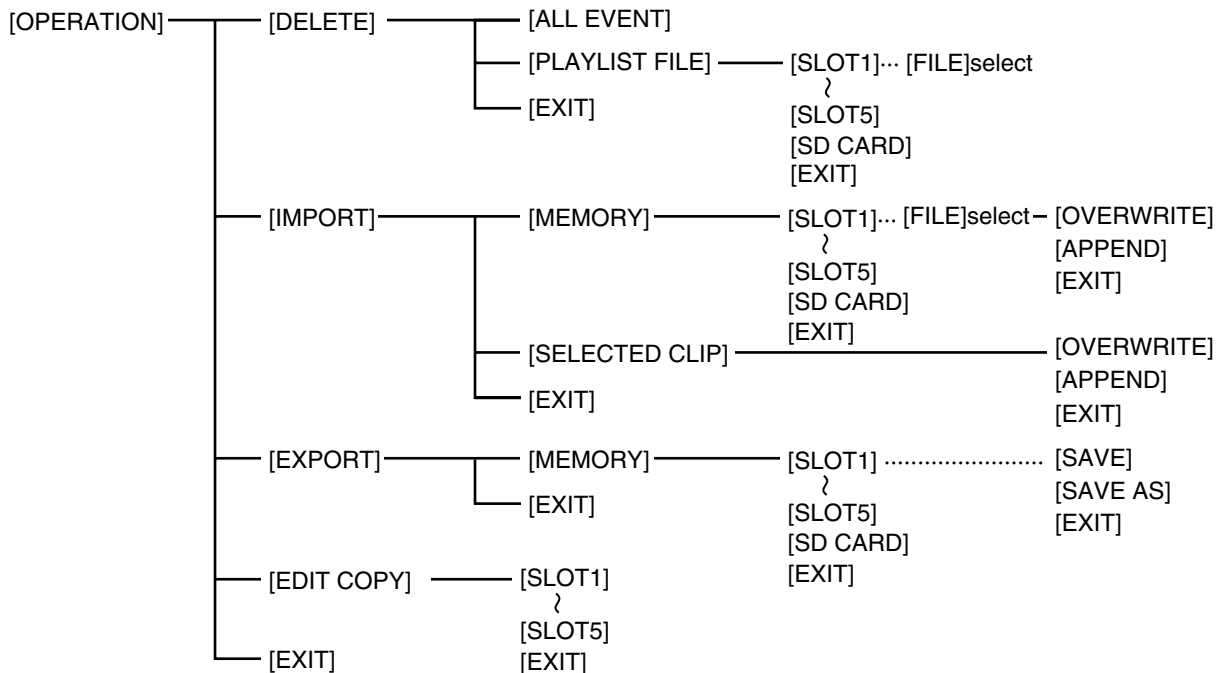 [OPERATION] [DELETE] [ALL EVENT]
[PLAYLIST FILE] [SLOT1]··· [FILE]select
[EXIT] [SLOT5]
[SD CARD]
[EXIT]
[IMPORT] [MEMORY] [SLOT1]··· [FILE]select [OVERWRITE]
[APPEND]
[SLOT5] [EXIT]
[SD CARD]
[EXIT]
[SELECTED CLIP] [OVERWRITE]
[APPEND]
[EXIT] [EXIT]
[EXPORT] [MEMORY] [SLOT1] ························ [SAVE]
[SAVE AS]
[EXIT] [SLOT5] [EXIT]
[SD CARD]
[EXIT]
[EDIT COPY] [SLOT1]
[SLOT5]
[EXIT] [EXIT]